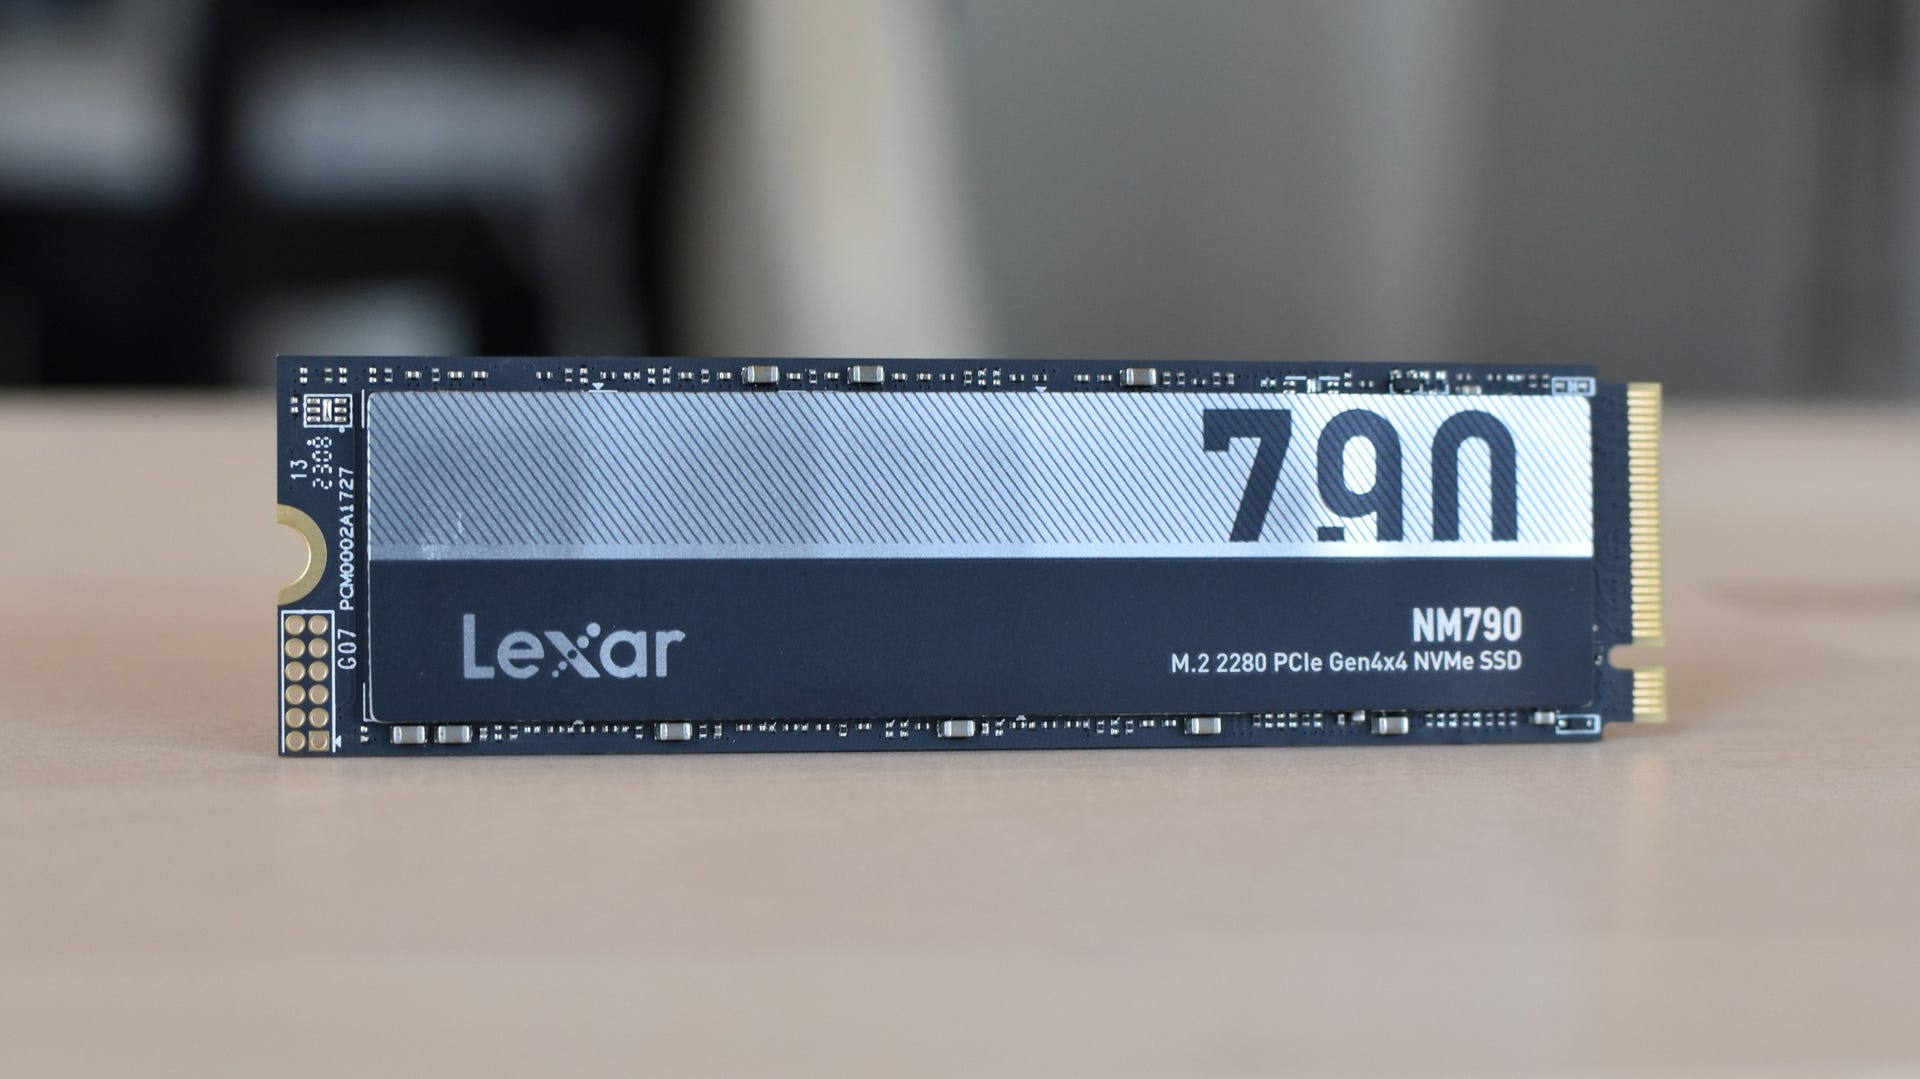 790
Lexar
NM790
M.2 2280 PCIe Gen4x4 NVMe SSD
13
2308
PCM0002A1727
G07